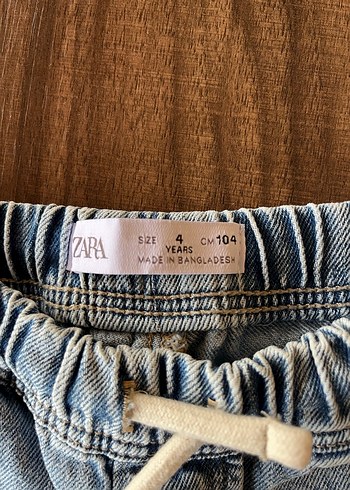 ZARA
SIZE 4 CM 104
YEARS
MADE IN BANGLADESH